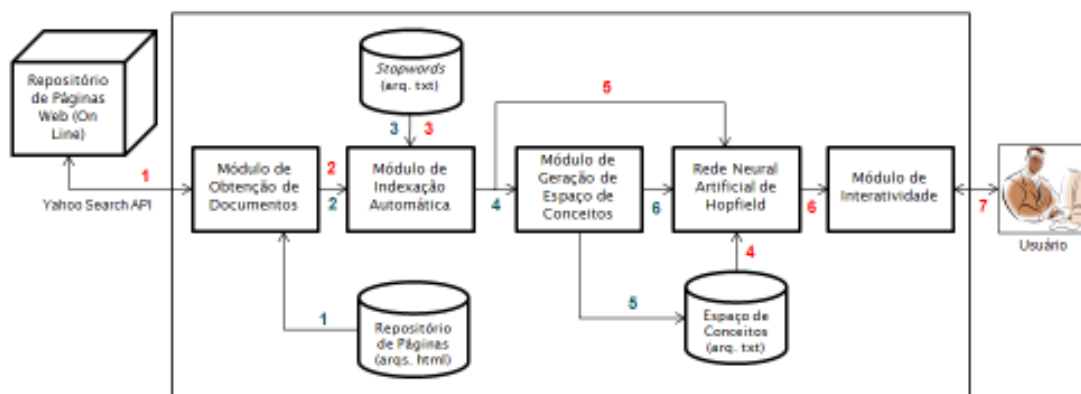 Repositório
de Páginas
Web (On
Line)
1
Yahoo Search API
Stopwords
(arq. txt)
3 3
5
Módulo de
Obtenção de
Documentos
2
2
Módulo de
Indexação
Automática
4
Módulo de
Geração de
Espaço de
Conceitos
6
Rede Neural
Artificial de
Hopfield
6
Módulo de
Interatividade
7
Usuário
1
Repositório
de Páginas
(arqs. html)
5
4
Espaço de
Conceitos
(arq. txt)